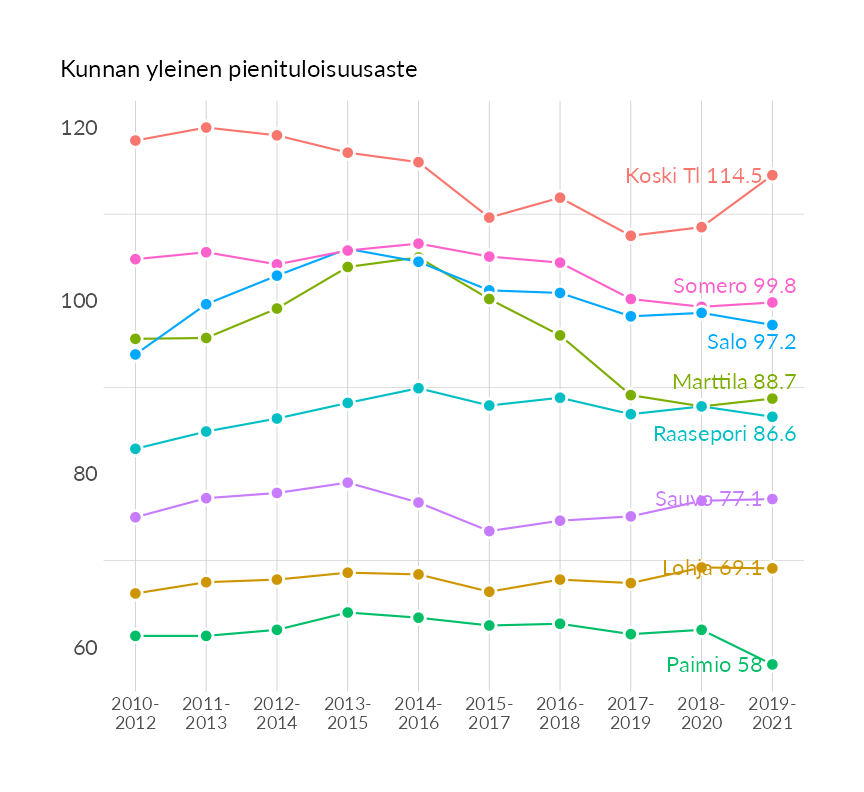 Kunnan yleinen pienituloisuusaste
120
100
80
60
Koski Tl 114.5
Somero 99.8
Salo 97.2
Marttila 88.7
Raasepori 86.6
Sauvo 77.1
Lohja 69.1
Paimio 58
2010- 2011- 2012- 2013- 2014- 2015- 2016- 2017- 2018- 2019-
2012 2013 2014 2015 2016 2017 2018 2019 2020 2021